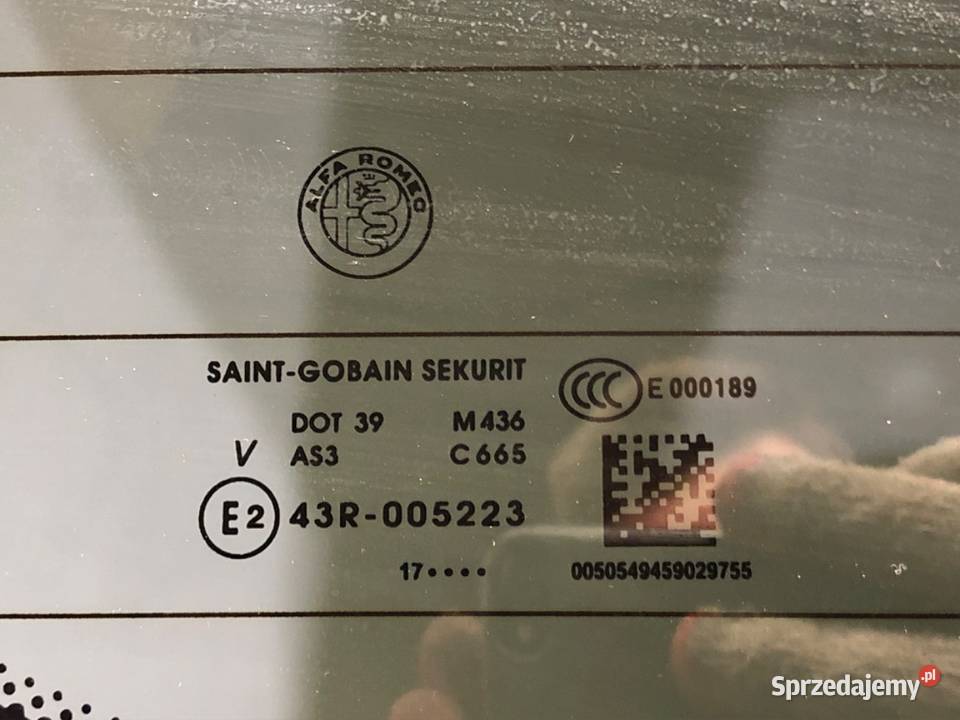 ALFA ROMEO
SAINT-GOBAIN SEKURIT
CCC E 000189
DOT 39 M436
V AS3 C665
E2 43R-005223
17••••
0050549459029755
Sprzedajemy.pl